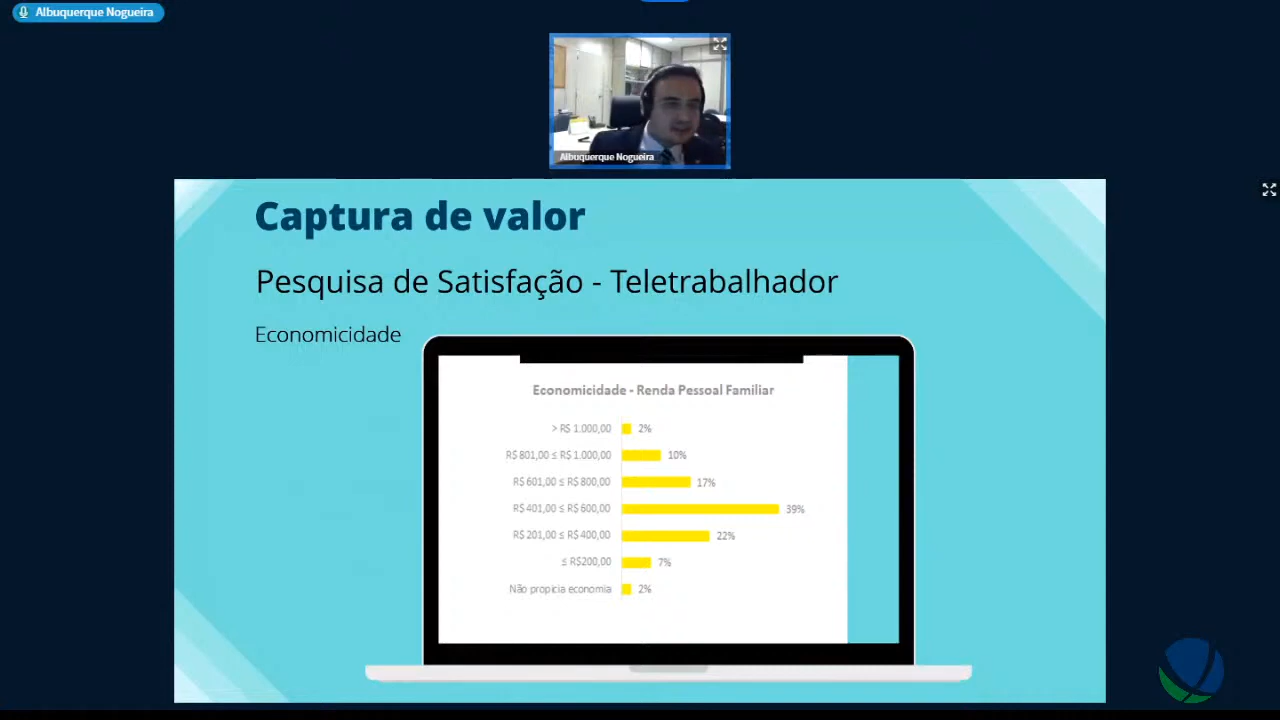 Albuquerque Nogueira
Albuquerque Nogueira
Captura de valor
Pesquisa de Satisfação - Teletrabalhador
Economicidade
Economicidade - Renda Pessoal Familiar
> R$ 1.000,00 2%
R$ 801,00 ≤ R$ 1.000,00 10%
R$ 601,00 ≤ R$ 800,00 17%
R$ 401,00 ≤ R$ 600,00 39%
R$ 201,00 ≤ R$ 400,00 22%
≤ R$200,00 7%
Não propicia economia 2%